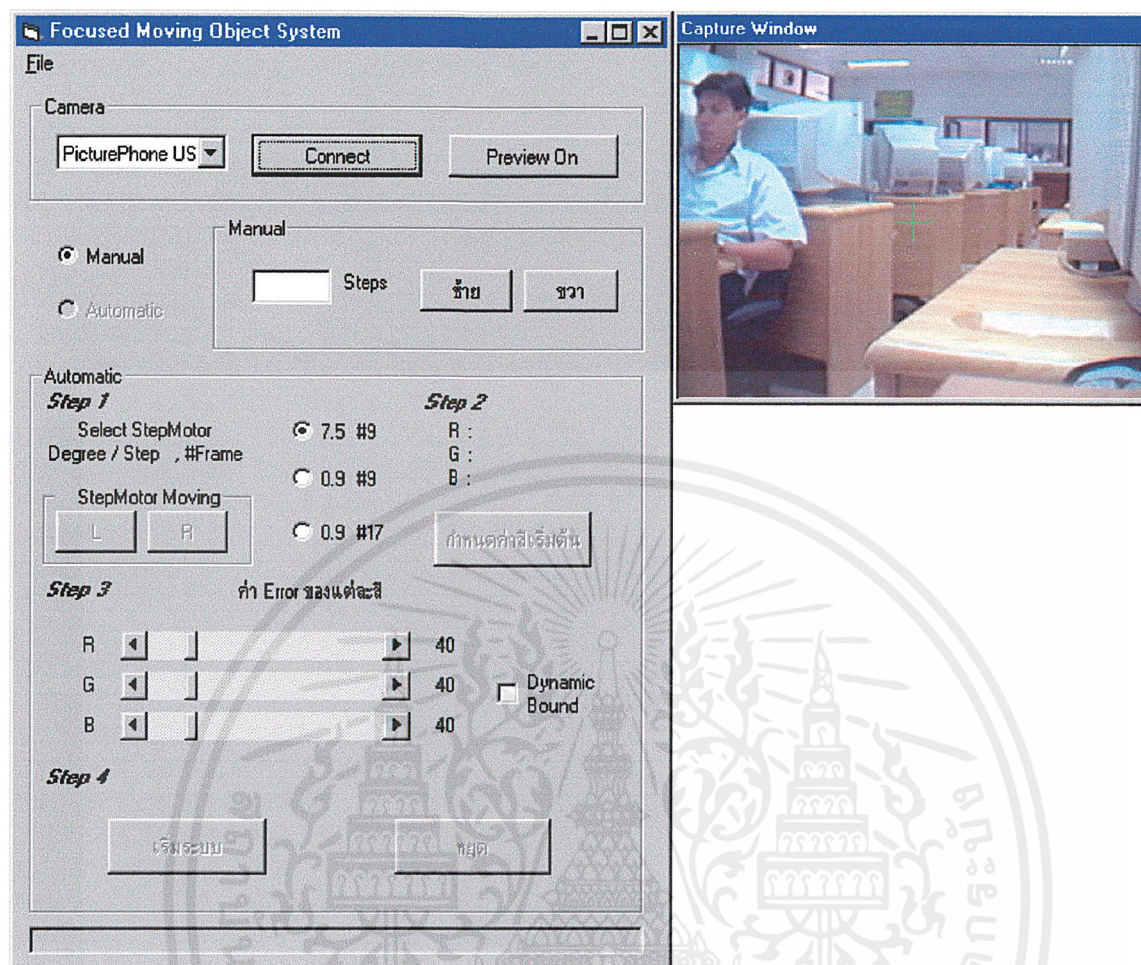 Focused Moving Object System
File
Camera
PicturePhone US
Connect
Preview On
Manual
Automatic
Manual
Steps
ซ้าย
ขวา
Automatic
Step 1
Select StepMotor
Degree / Step , #Frame
7.5 #9
0.9 #9
0.9 #17
StepMotor Moving
L
R
Step 2
R :
G :
B :
กำหนดค่าสีเริ่มต้น
Step 3
ค่า Error ของแต่ละสี
R
40
G
40
B
40
Dynamic
Bound
Step 4
เริ่มระบบ
หยุด
Capture Window